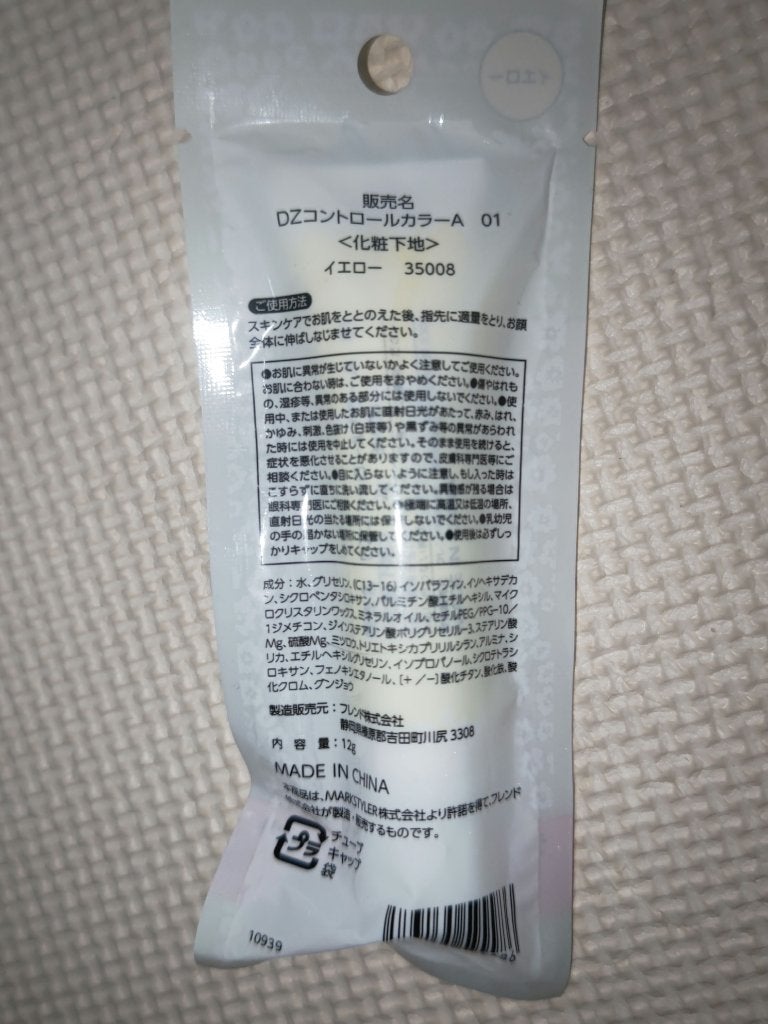 イエロー
販売名
DZコントロールカラーA 01
<化粧下地>
イエロー 35008
ご使用方法
スキンケアでお肌をととのえた後、指先に適量をとり、お顔
全体に伸ばしなじませてください。
●お肌に異常が生じていないかよく注意してご使用ください。
お肌に合わない時は、ご使用をおやめください。●傷やはれも
の、湿疹等、異常のある部分には使用しないでください。●使
用中、または使用したお肌に直射日光があたって、赤み、はれ、
かゆみ、刺激、色抜け(白斑等)や黒ずみ等の異常があらわれ
た時には使用を中止してください。そのまま使用を続けると、
症状を悪化させることがありますので、皮膚科専門医等にご
相談ください。●目に入らないように注意し、もし入った時は
こすらずに直ちに洗い流してください。異物感が残る場合は
眼科専門医にご相談ください。●極端に高温又は低温の場所、
直射日光の当たる場所には保管しないでください。●乳幼児
の手の届かない場所に保管してください。●使用後は必ずしっ
かりキャップをしめてください。
成分:水、グリセリン、(C13-16)イソパラフィン、イソヘキサデカ
ン、シクロペンタシロキサン、パルミチン酸エチルヘキシル、マイク
ロクリスタリンワックス、ミネラルオイル、セチルPEG/PPG-10/
1ジメチコン、ジイソステアリン酸ポリグリセリル-3、ステアリン酸
Mg、硫酸Mg、ミツロウ、トリエトキシカプリリルシラン、アルミナ、シ
リカ、エチルヘキシルグリセリン、イソプロパノール、シクロテトラシ
ロキサン、フェノキシエタノール、[+/-]酸化チタン、酸化鉄、酸
化クロム、グンジョウ
製造販売元:フレンド株式会社
静岡県榛原郡吉田町川尻 3308
内容量:12g
MADE IN CHINA
本商品は、MARKSTYLER株式会社より許諾を得て、フレンド
株式会社が製造・販売するものです。
プラ
チューブ
キャップ
袋
10939